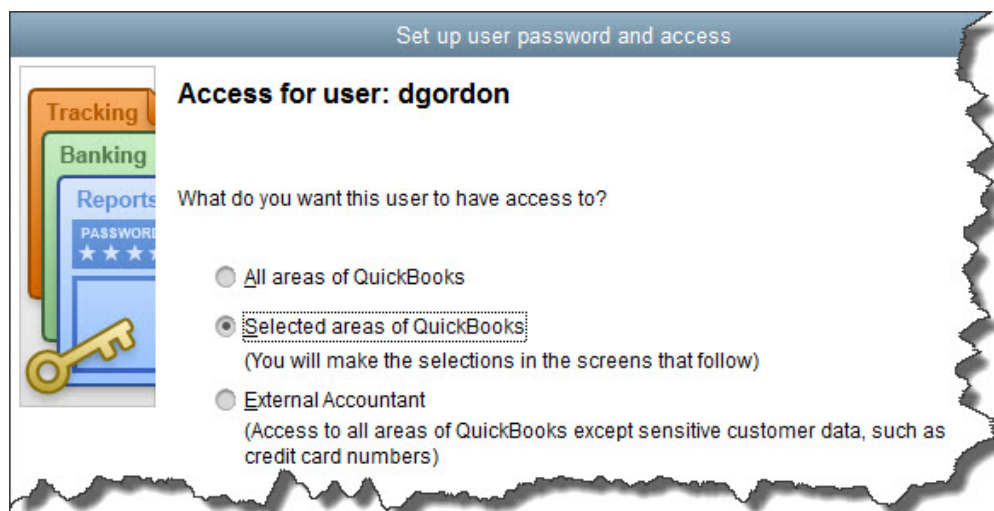 Set up user password and access
Access for user: dgordon
Tracking
Banking
Reports
PASSWORD
★★★★
What do you want this user to have access to?
All areas of QuickBooks
Selected areas of QuickBooks
(You will make the selections in the screens that follow)
External Accountant
(Access to all areas of QuickBooks except sensitive customer data, such as
credit card numbers)